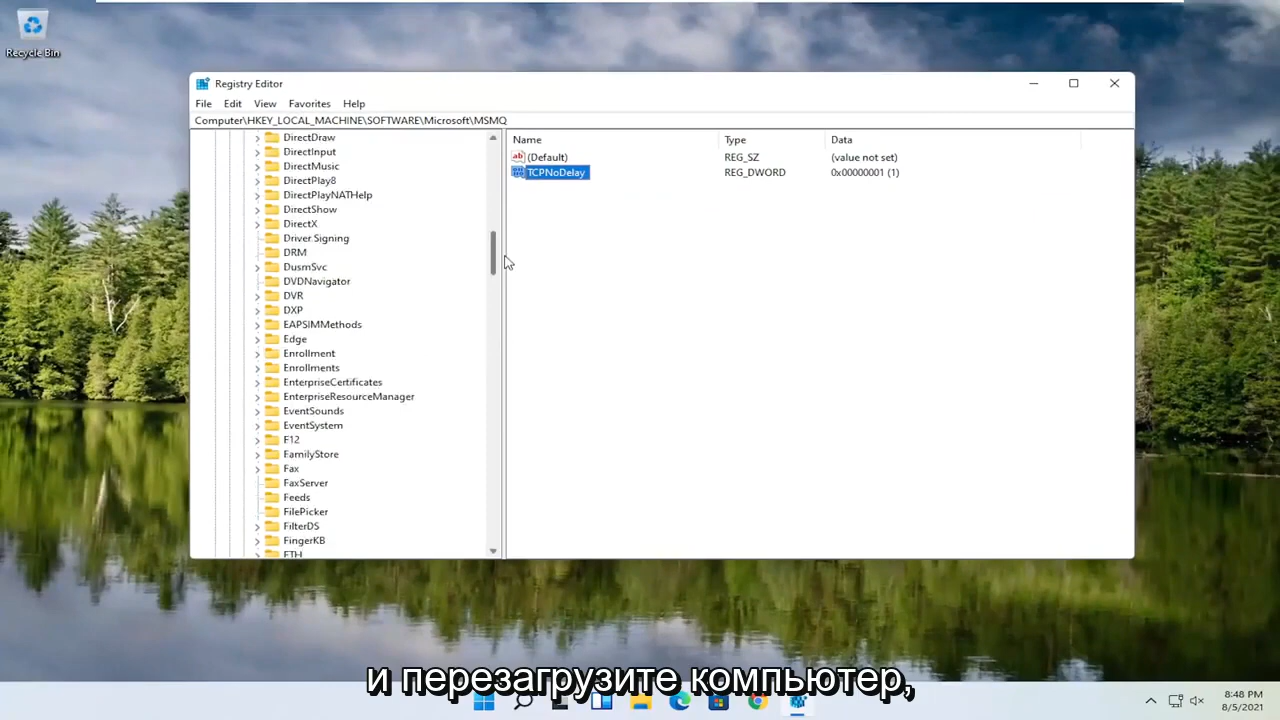 Recycle Bin
Registry Editor
File Edit View Favorites Help
Computer\HKEY_LOCAL_MACHINE\SOFTWARE\Microsoft\MSMQ
Name Type Data
(Default) REG_SZ (value not set)
TCPNoDelay REG_DWORD 0x00000001 (1)
DirectDraw
DirectInput
DirectMusic
DirectPlay8
DirectPlayNATHelp
DirectShow
DirectX
Driver Signing
DRM
DusmSvc
DVDNavigator
DVR
DXP
EAPSIMMethods
Edge
Enrollment
Enrollments
EnterpriseCertificates
EnterpriseResourceManager
EventSounds
EventSystem
F12
FamilyStore
Fax
FaxServer
Feeds
FilePicker
FilterDS
FingerKB
FTH
и перезагрузите компьютер,
8:48 PM
8/5/2021